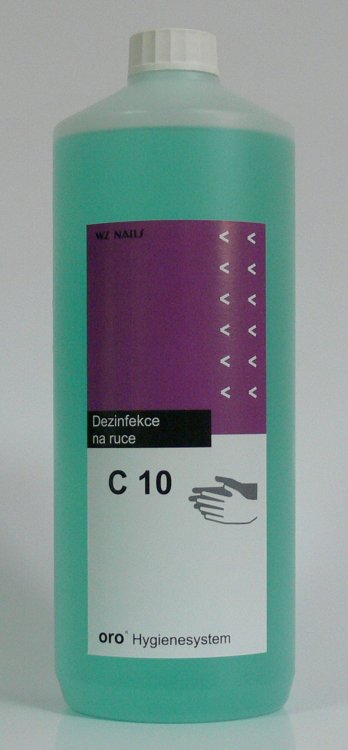 WZ NAILS
< <
< <
< <
< <
< <
< <
Dezinfekce
na ruce
C 10
oro® Hygienesystem